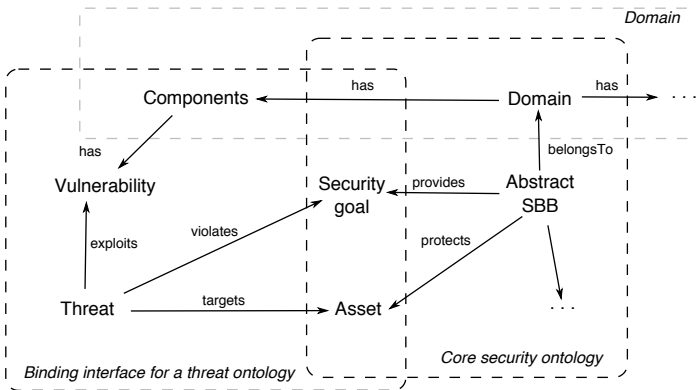 Domain
has
has
Components
Domain
. . .
has
belongsTo
Vulnerability
Security
goal
provides
Abstract
SBB
violates
exploits
protects
Threat
targets
Asset
. . .
Binding interface for a threat ontology
Core security ontology